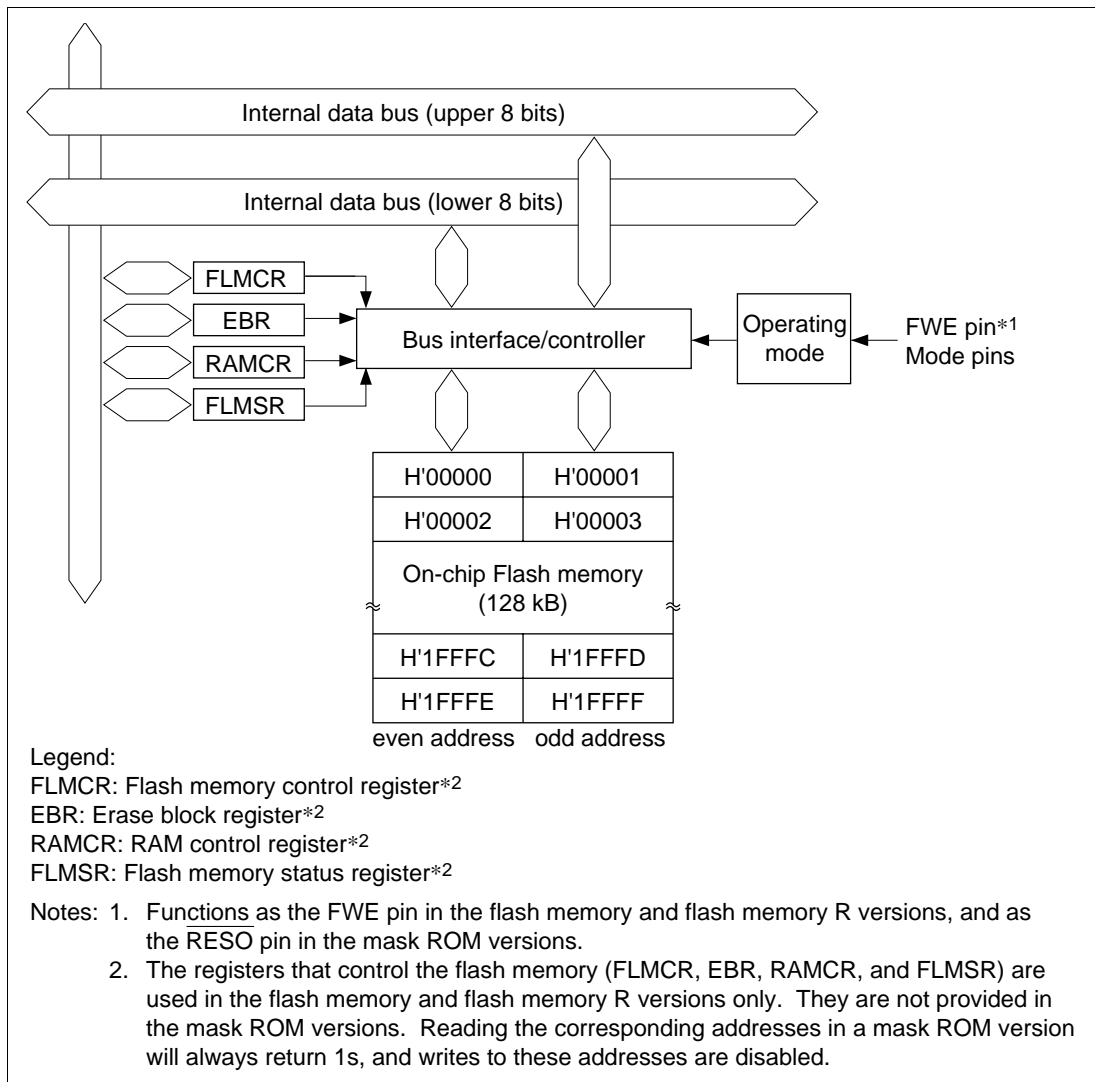 Internal data bus (upper 8 bits)
Internal data bus (lower 8 bits)
FLMCR
EBR
RAMCR
FLMSR
Bus interface/controller
Operating
mode
FWE pin*1
Mode pins
H'00000 H'00001
H'00002 H'00003
On-chip Flash memory
(128 kB)
H'1FFFC H'1FFFD
H'1FFFE H'1FFFF
even address odd address
Legend:
FLMCR: Flash memory control register*2
EBR: Erase block register*2
RAMCR: RAM control register*2
FLMSR: Flash memory status register*2
Notes: 1. Functions as the FWE pin in the flash memory and flash memory R versions, and as
the RESO pin in the mask ROM versions.
2. The registers that control the flash memory (FLMCR, EBR, RAMCR, and FLMSR) are
used in the flash memory and flash memory R versions only. They are not provided in
the mask ROM versions. Reading the corresponding addresses in a mask ROM version
will always return 1s, and writes to these addresses are disabled.